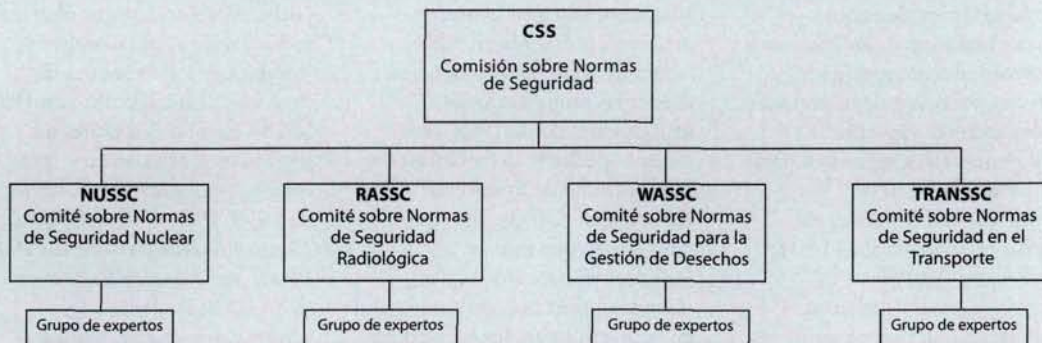 CSS
Comisión sobre Normas
de Seguridad
NUSSC
Comité sobre Normas
de Seguridad Nuclear
RASSC
Comité sobre Normas
de Seguridad
Radiológica
WASSC
Comité sobre Normas
de Seguridad para la
Gestión de Desechos
TRANSSC
Comité sobre Normas
de Seguridad en el
Transporte
Grupo de expertos
Grupo de expertos
Grupo de expertos
Grupo de expertos